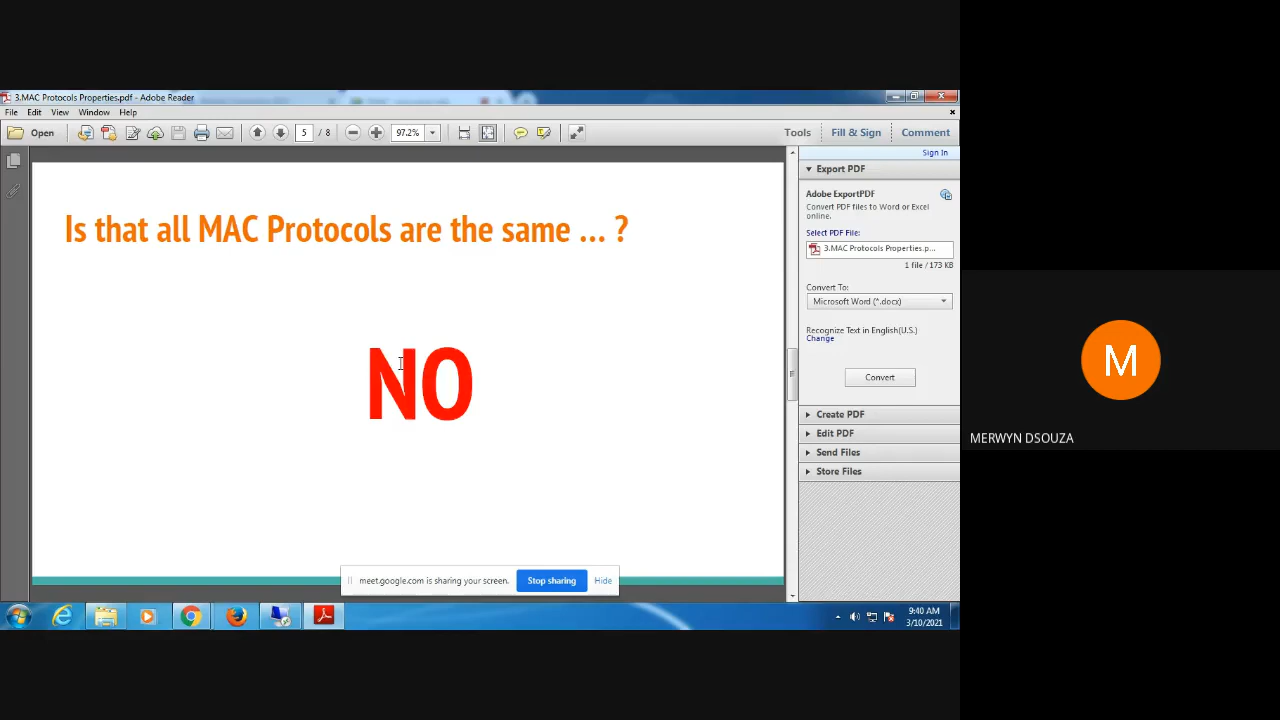 3.MAC Protocols Properties.pdf - Adobe Reader
File Edit View Window Help
Open 5 / 8 97.2% Tools Fill & Sign Comment
Sign In
Is that all MAC Protocols are the same ... ?
NO
Export PDF
Adobe ExportPDF
Convert PDF files to Word or Excel
online.
Select PDF File:
3.MAC Protocols Properties.p...
1 file / 173 KB
Convert To:
Microsoft Word (*.docx)
Recognize Text in English(U.S.)
Change
Convert
Create PDF
Edit PDF
Send Files
Store Files
M
MERWYN DSOUZA
meet.google.com is sharing your screen. Stop sharing Hide
9:40 AM
3/10/2021